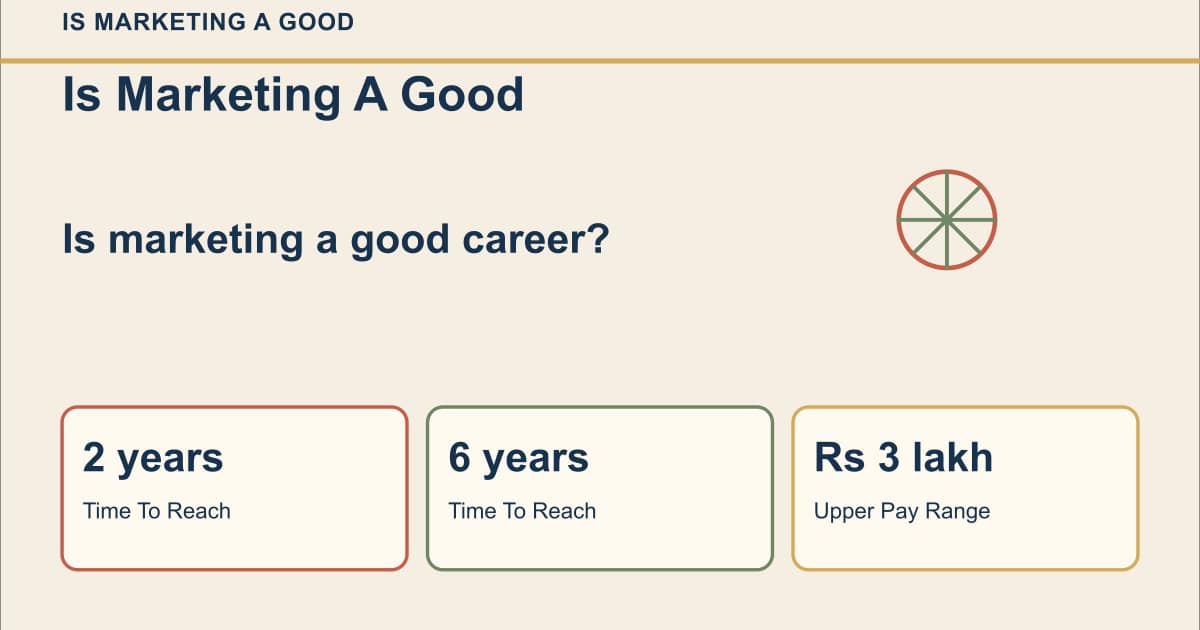 IS MARKETING A GOOD
Is Marketing A Good
Is marketing a good career?
2 years
Time To Reach
6 years
Time To Reach
Rs 3 lakh
Upper Pay Range